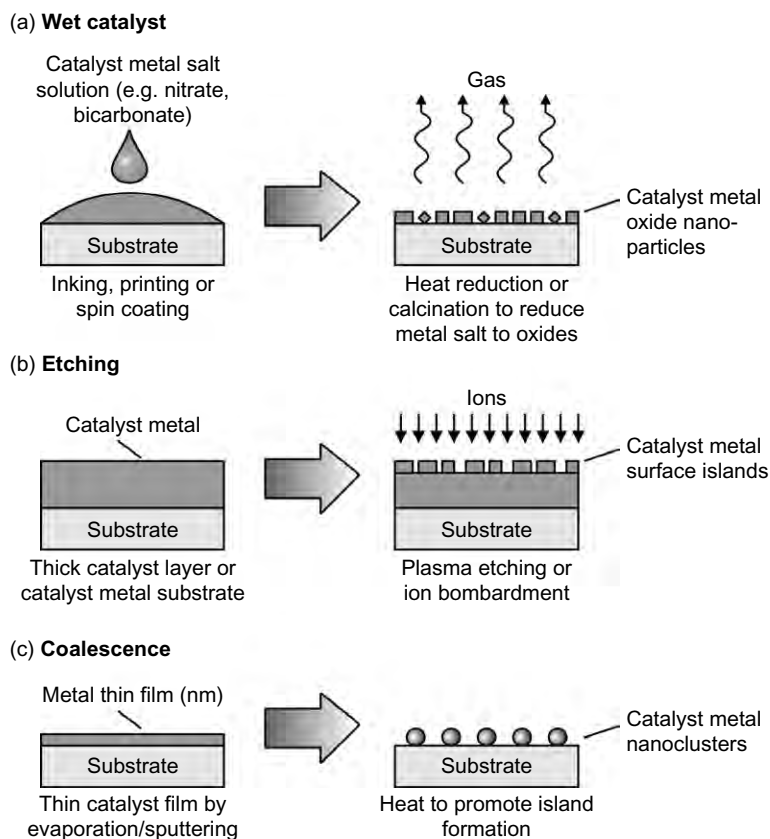 (a) Wet catalyst
Catalyst metal salt
solution (e.g. nitrate,
bicarbonate)
Substrate
Inking, printing or
spin coating
Gas
Substrate
Catalyst metal
oxide nano-
particles
Heat reduction or
calcination to reduce
metal salt to oxides
(b) Etching
Catalyst metal
Substrate
Thick catalyst layer or
catalyst metal substrate
Ions
Substrate
Catalyst metal
surface islands
Plasma etching or
ion bombardment
(c) Coalescence
Metal thin film (nm)
Substrate
Thin catalyst film by
evaporation/sputtering
Substrate
Catalyst metal
nanoclusters
Heat to promote island
formation